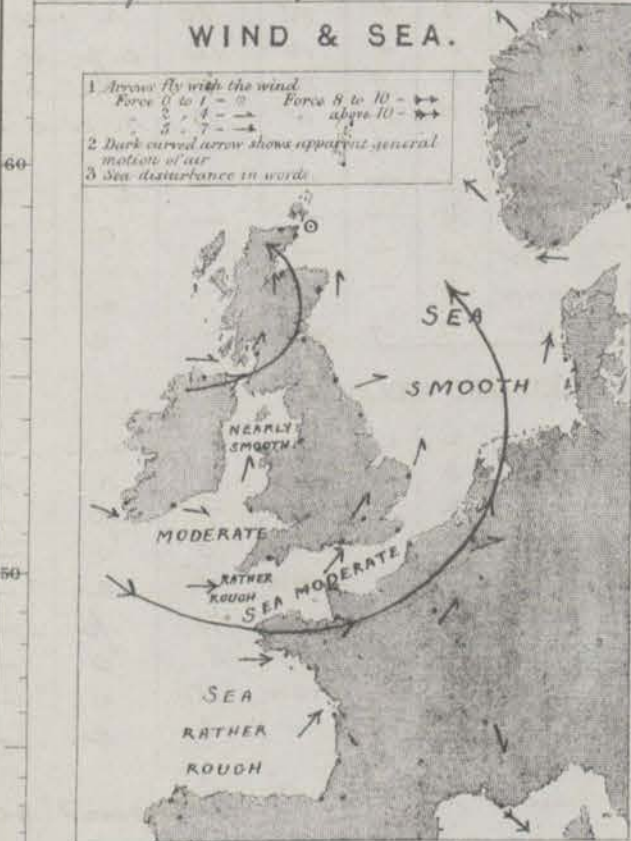 WIND & SEA.
1 Arrows fly with the wind
Force 0 to 1 - Force 8 to 10 -
" 2 " 4 - " above 10 -
" 5 " 7 -
2 Dark curved arrow shows apparent general
motion of air
3 Sea disturbance in words
60
SEA
SMOOTH
NEARLY
SMOOTH
MODERATE
50
RATHER
ROUGH
SEA MODERATE
SEA
RATHER
ROUGH